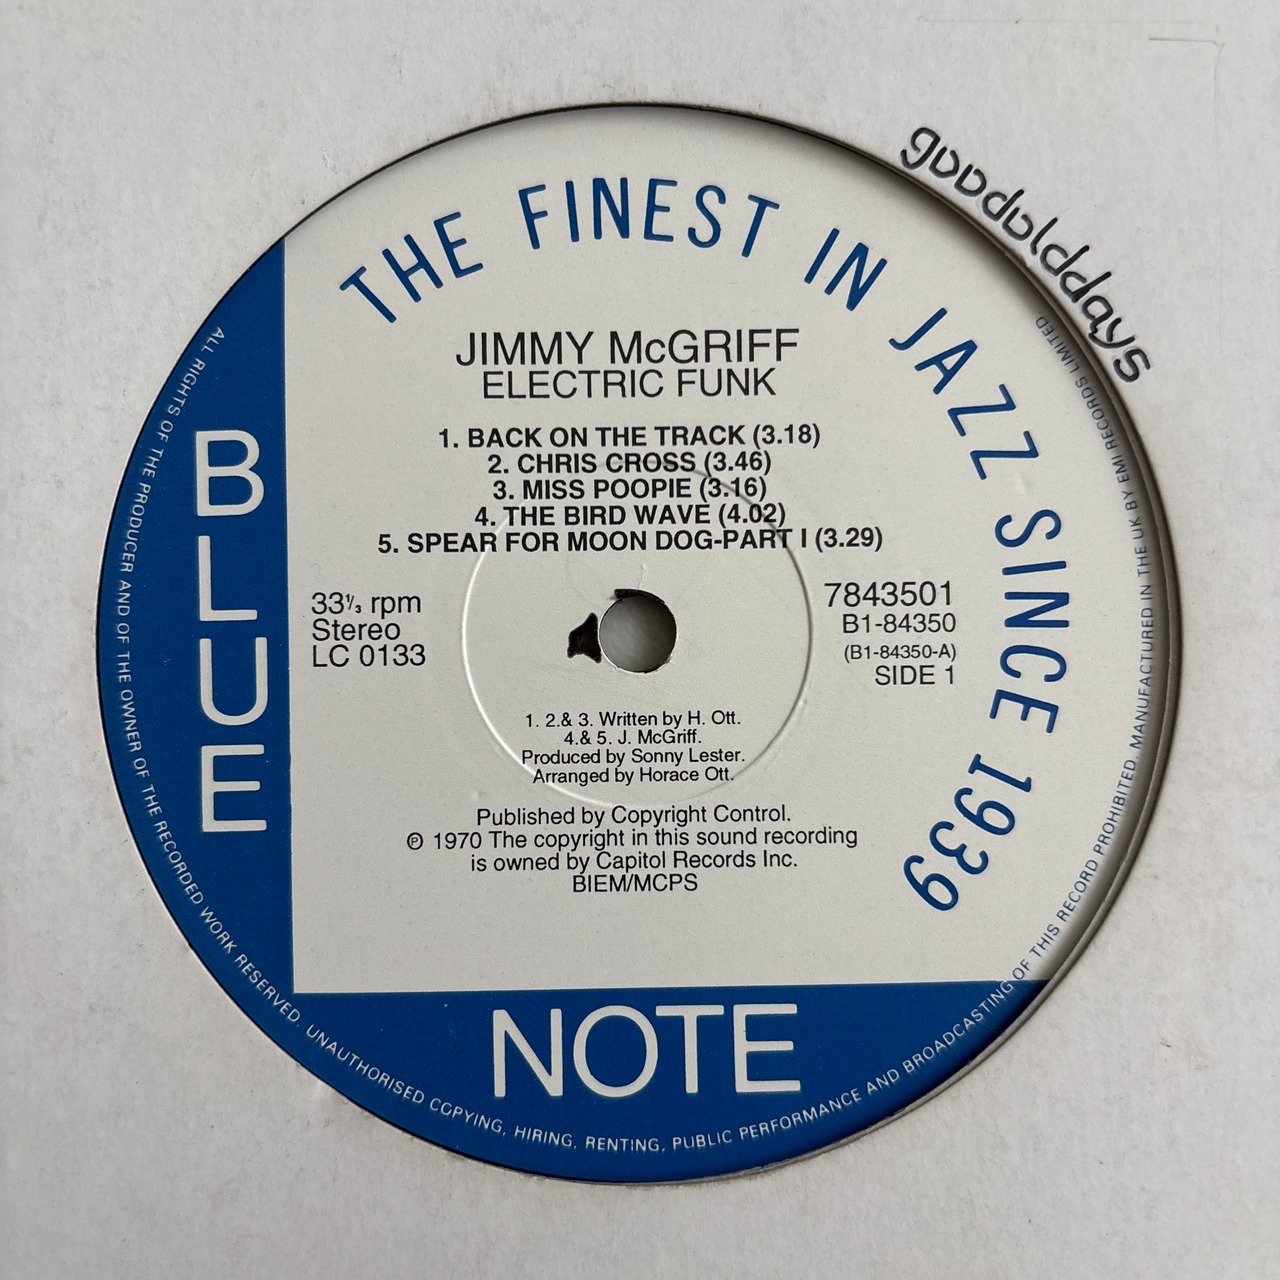 gooddolddays
THE FINEST IN JAZZ SINCE 1939
JIMMY McGRIFF
ELECTRIC FUNK
1. BACK ON THE TRACK (3.18)
2. CHRIS CROSS (3.46)
3. MISS POOPIE (3.16)
4. THE BIRD WAVE (4.02)
5. SPEAR FOR MOON DOG-PART I (3.29)
33⅓ rpm
Stereo
LC 0133
7843501
B1-84350
(B1-84350-A)
SIDE 1
1. 2.& 3. Written by H. Ott.
4.& 5. J. McGriff.
Produced by Sonny Lester.
Arranged by Horace Ott.
Published by Copyright Control.
℗ 1970 The copyright in this sound recording
is owned by Capitol Records Inc.
BIEM/MCPS
BLUE
NOTE
ALL RIGHTS OF THE PRODUCER AND OF THE OWNER OF THE RECORDED WORK RESERVED. UNAUTHORISED COPYING, HIRING, RENTING, PUBLIC PERFORMANCE AND BROADCASTING OF THIS RECORD PROHIBITED. MANUFACTURED IN THE UK BY EMI RECORDS LIMITED